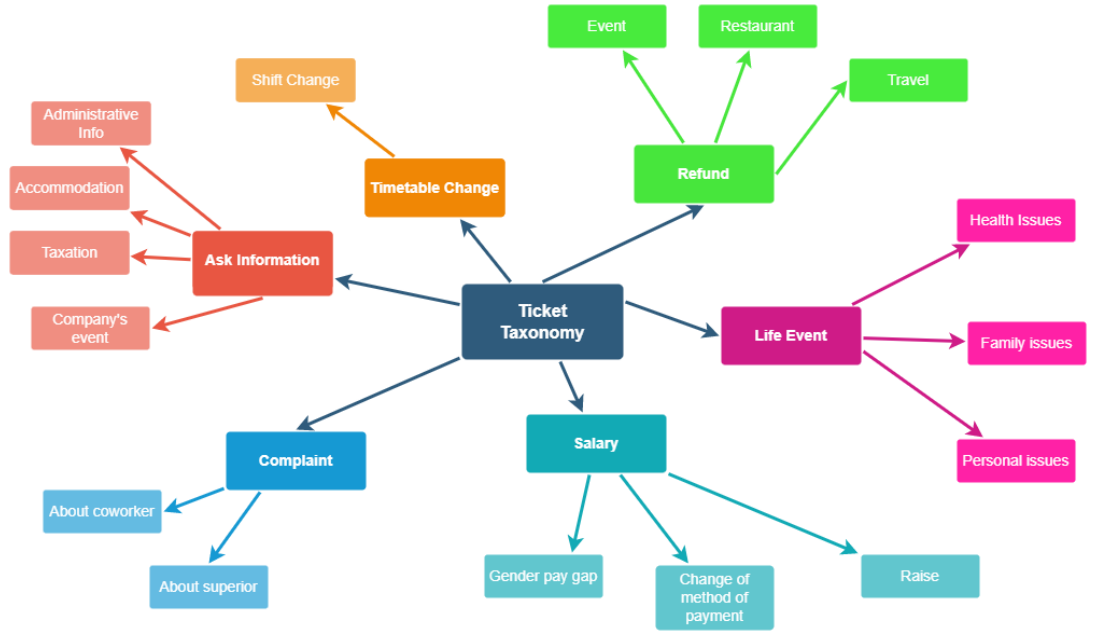 Event
Restaurant
Travel
Shift Change
Administrative
Info
Accommodation
Taxation
Company's
event
Timetable Change
Refund
Ask Information
Health Issues
Ticket
Taxonomy
Life Event
Family issues
Personal issues
Complaint
Salary
About coworker
About superior
Gender pay gap
Change of
method of
payment
Raise